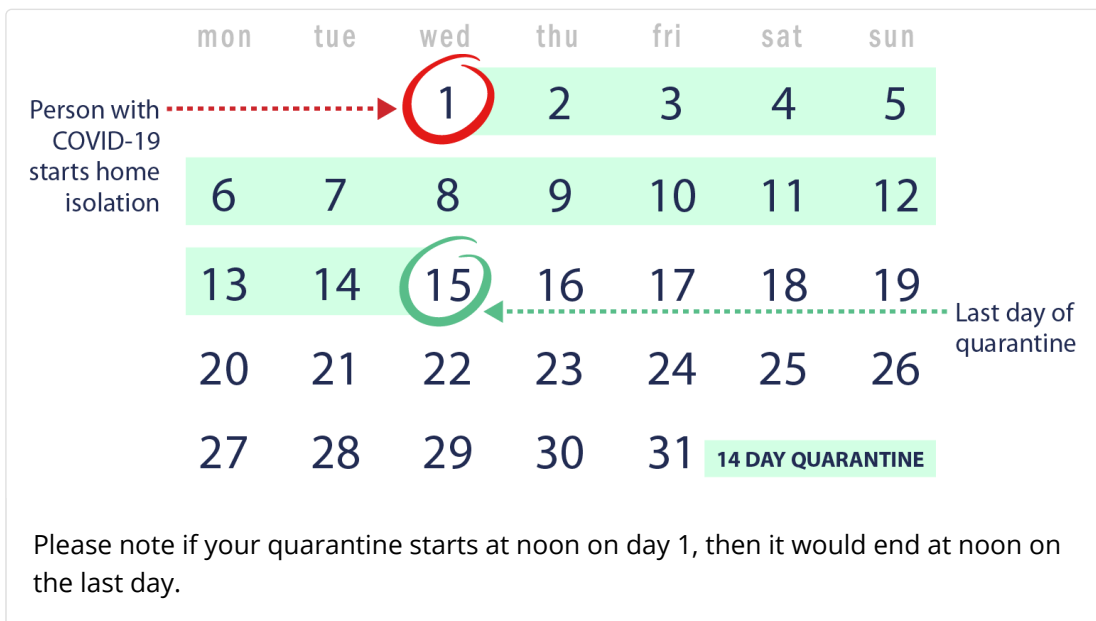 mon tue wed thu fri sat sun
Person with
COVID-19
starts home
isolation
1 2 3 4 5
6 7 8 9 10 11 12
13 14 15 16 17 18 19
Last day of
quarantine
20 21 22 23 24 25 26
27 28 29 30 31 14 DAY QUARANTINE
Please note if your quarantine starts at noon on day 1, then it would end at noon on
the last day.